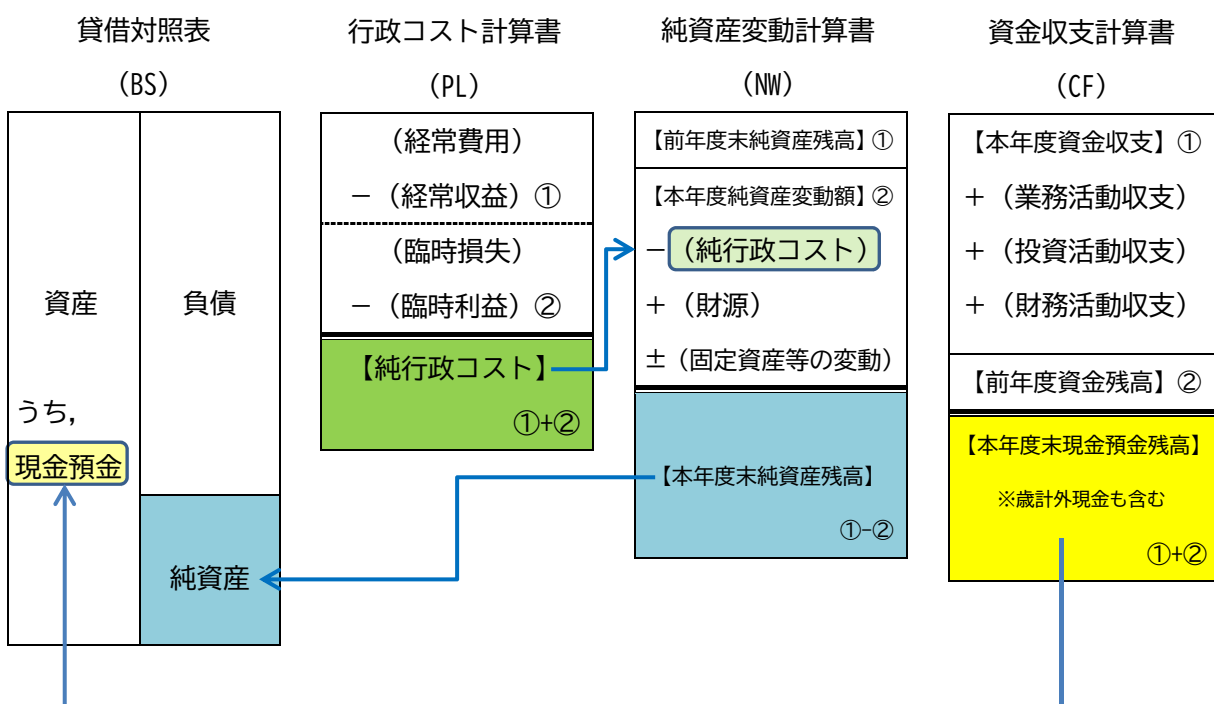 貸借対照表
（BS）
資産
うち，
現金預金
負債
純資産
行政コスト計算書
（PL）
（経常費用）
－（経常収益）①
（臨時損失）
－（臨時利益）②
【純行政コスト】
①+②
純資産変動計算書
（NW）
【前年度末純資産残高】①
【本年度純資産変動額】②
－（純行政コスト）
＋（財源）
±（固定資産等の変動）
【本年度末純資産残高】
①-②
資金収支計算書
（CF）
【本年度資金収支】①
＋（業務活動収支）
＋（投資活動収支）
＋（財務活動収支）
【前年度資金残高】②
【本年度末現金預金残高】
※歳計外現金も含む
①+②